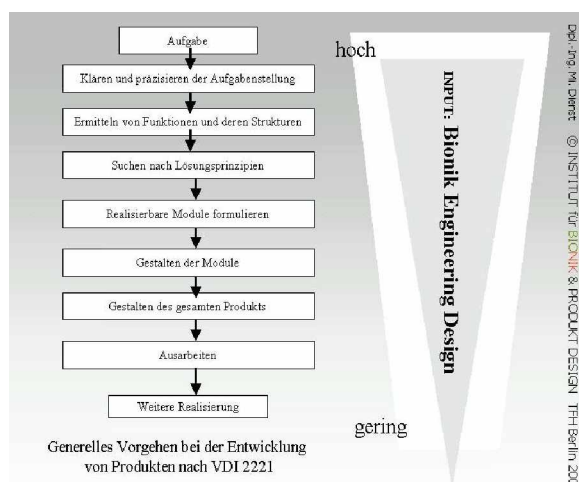 Aufgabe
Klären und präzisieren der Aufgabenstellung
Ermitteln von Funktionen und deren Strukturen
Suchen nach Lösungsprinzipien
Realisierbare Module formulieren
Gestalten der Module
Gestalten des gesamten Produkts
Ausarbeiten
Weitere Realisierung
Generelles Vorgehen bei der Entwicklung
von Produkten nach VDI 2221
hoch
INPUT: Bionik Engineering Design
gering
Dipl.-Ing. Mi. Dienst © INSTITUT für BIONIK & PRODUKT DESIGN TFH Berlin